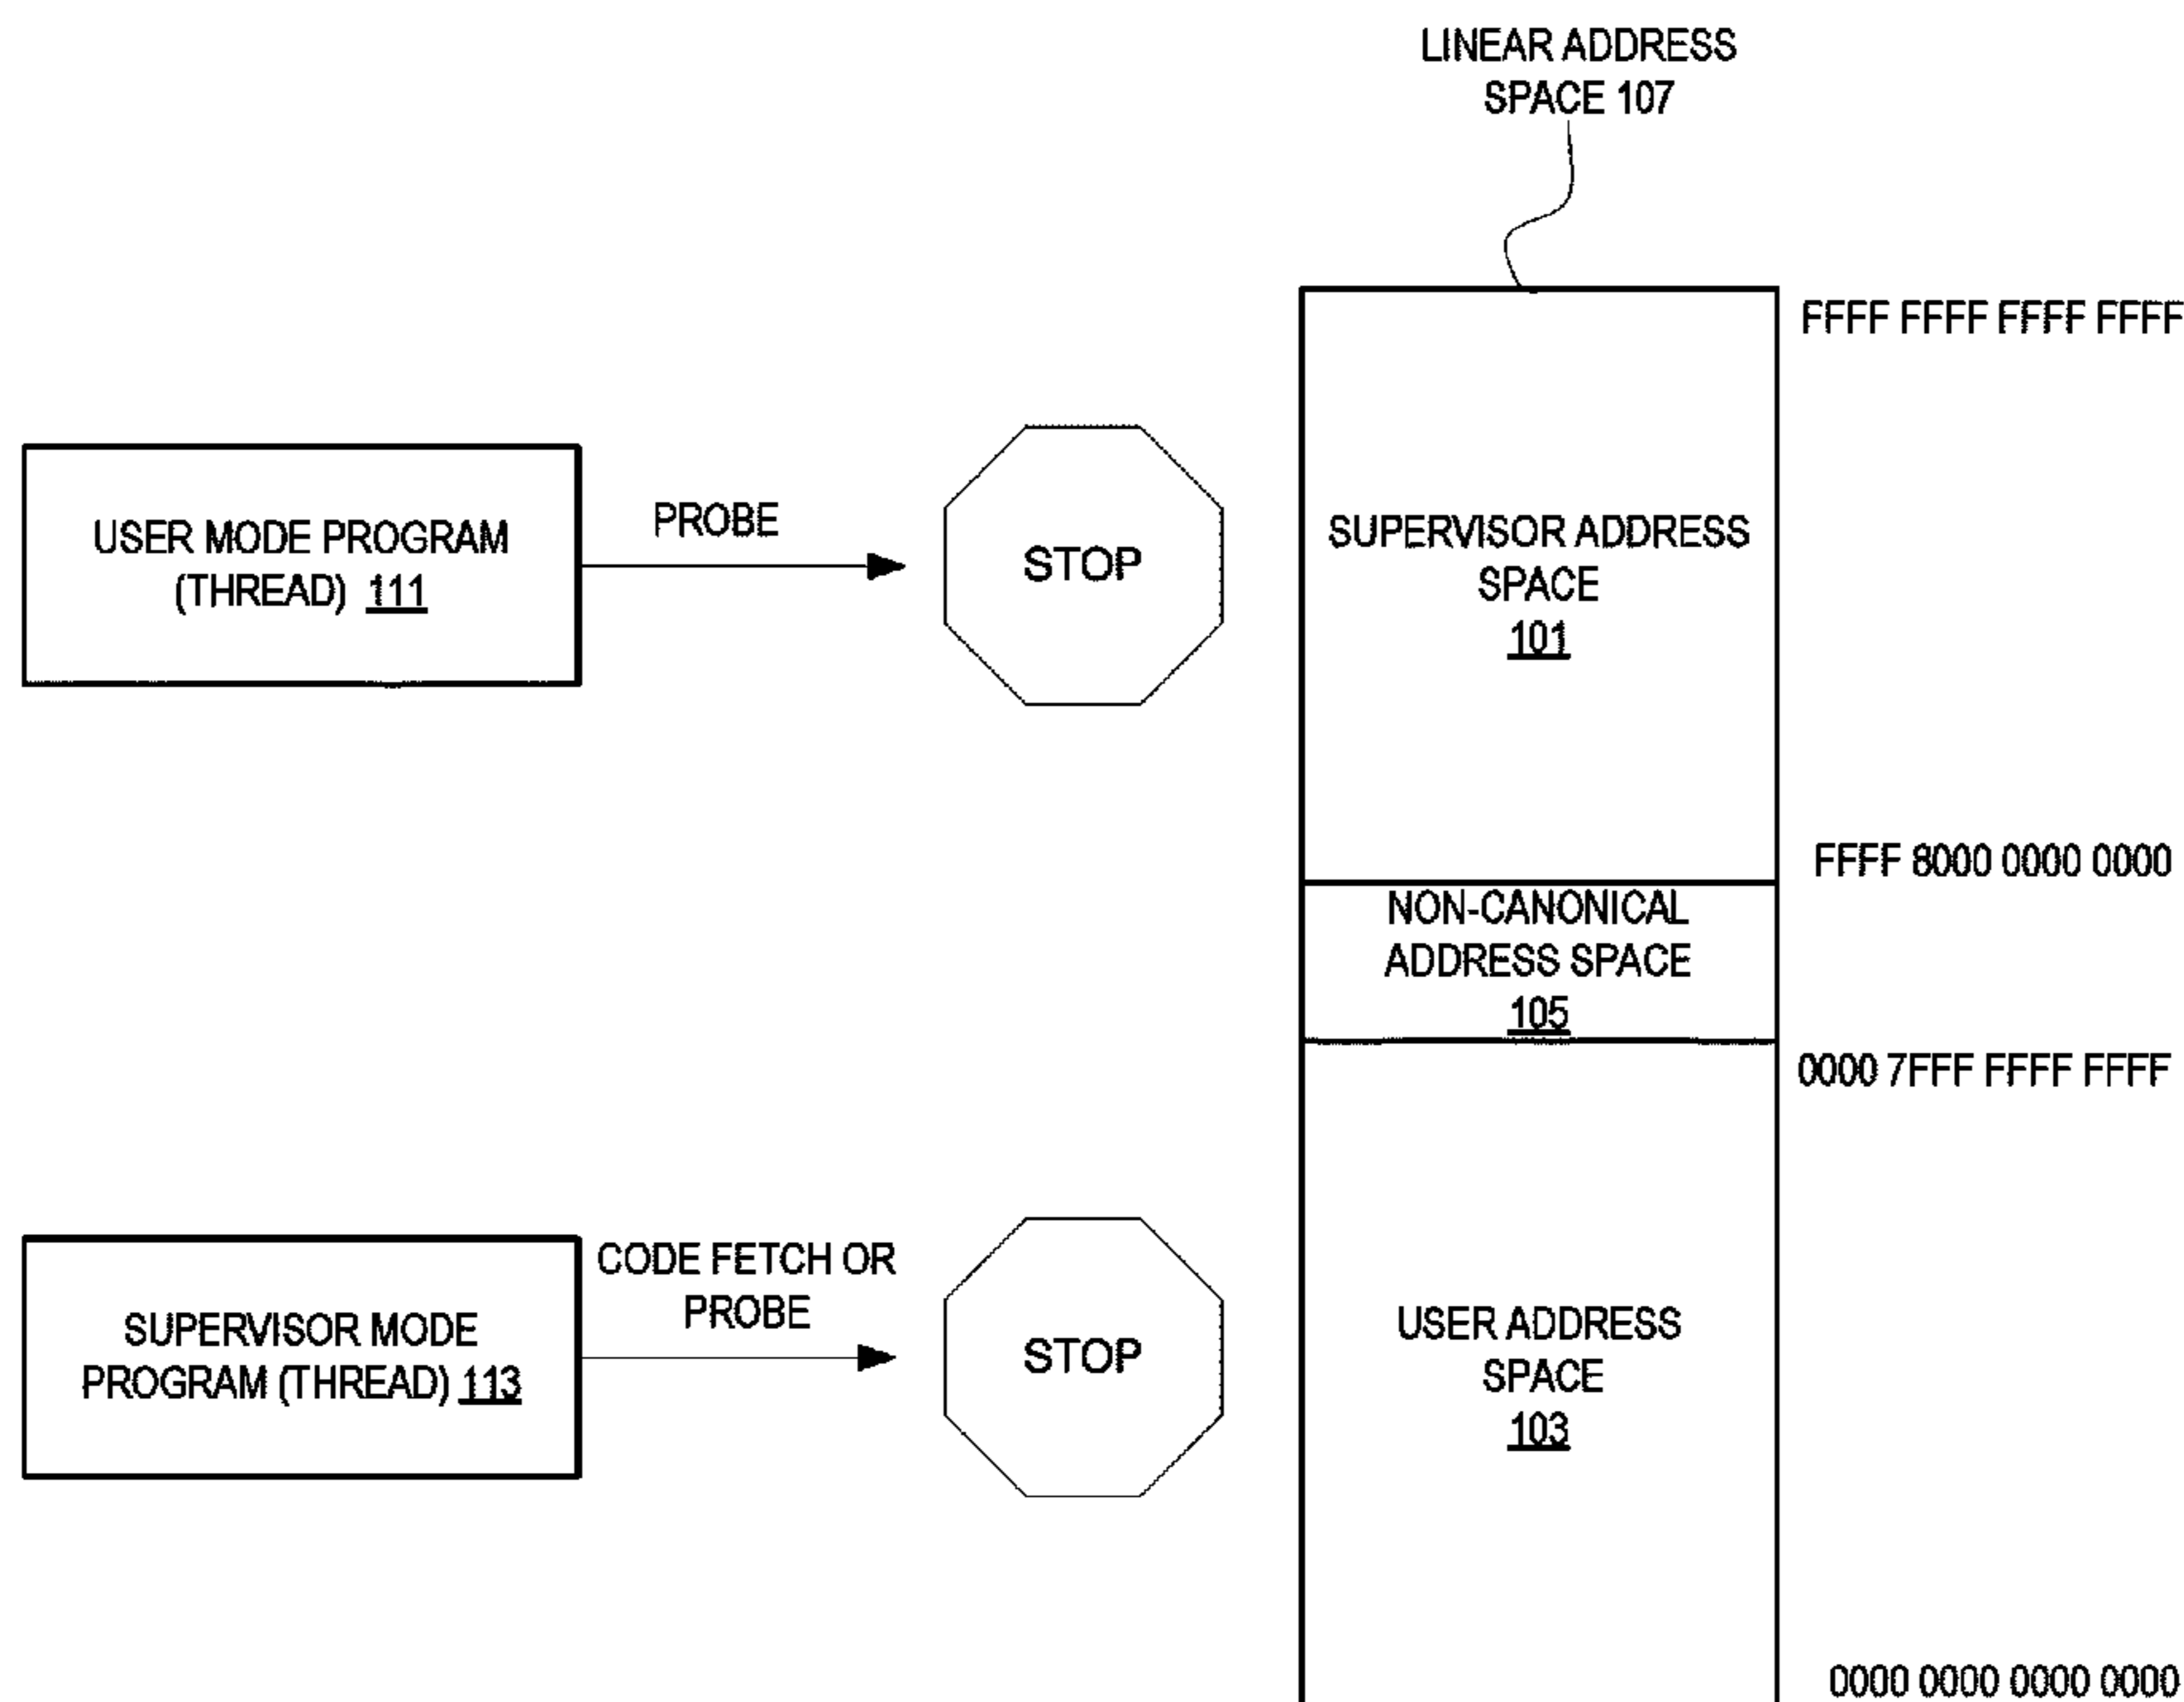 LINEAR ADDRESS
SPACE 107
FFFF FFFF FFFF FFFF
USER MODE PROGRAM
(THREAD) 111
PROBE
STOP
SUPERVISOR ADDRESS
SPACE
101
FFFF 8000 0000 0000
NON-CANONICAL
ADDRESS SPACE
105
0000 7FFF FFFF FFFF
SUPERVISOR MODE
PROGRAM (THREAD) 113
CODE FETCH OR
PROBE
STOP
USER ADDRESS
SPACE
103
0000 0000 0000 0000